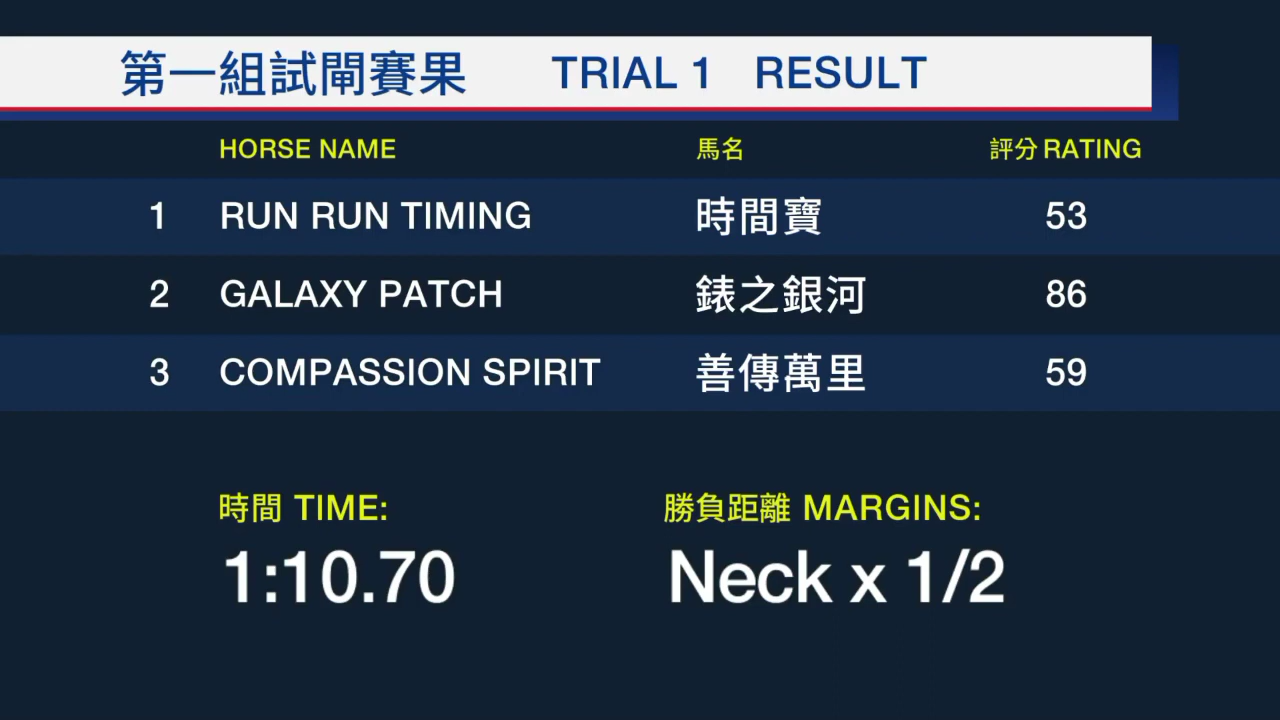 第一組試閘賽果 TRIAL 1 RESULT
HORSE NAME 馬名 評分 RATING
1 RUN RUN TIMING 時間寶 53
2 GALAXY PATCH 錶之銀河 86
3 COMPASSION SPIRIT 善傳萬里 59
時間 TIME: 勝負距離 MARGINS:
1:10.70 Neck x 1/2